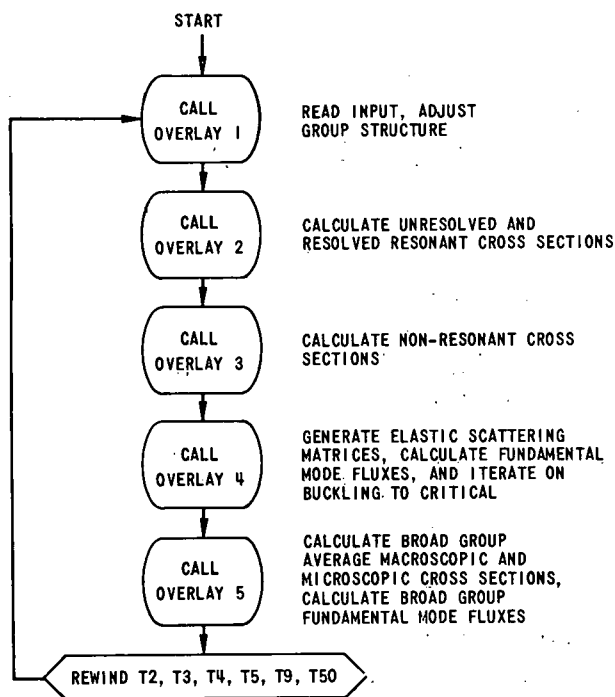 START
CALL
OVERLAY 1
READ INPUT, ADJUST
GROUP STRUCTURE
CALL
OVERLAY 2
CALCULATE UNRESOLVED AND
RESOLVED RESONANT CROSS SECTIONS
CALL
OVERLAY 3
CALCULATE NON-RESONANT CROSS
SECTIONS
CALL
OVERLAY 4
GENERATE ELASTIC SCATTERING
MATRICES, CALCULATE FUNDAMENTAL
MODE FLUXES, AND ITERATE ON
BUCKLING TO CRITICAL
CALL
OVERLAY 5
CALCULATE BROAD GROUP
AVERAGE MACROSCOPIC AND
MICROSCOPIC CROSS SECTIONS,
CALCULATE BROAD GROUP
FUNDAMENTAL MODE FLUXES
REWIND T2, T3, T4, T5, T9, T50